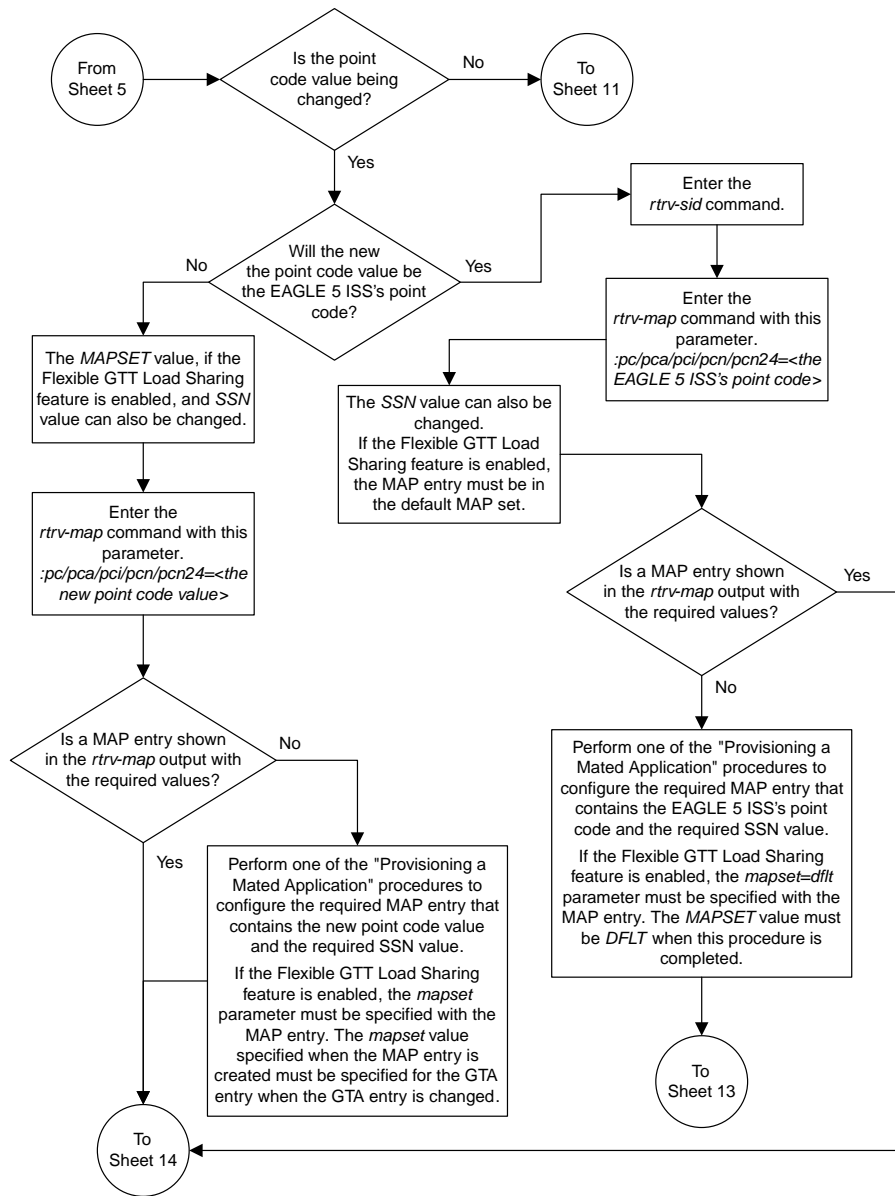 From
Sheet 5
Is the point
code value being
changed?
No
To
Sheet 11
Yes
Enter the
rtrv-sid command.
Will the new
the point code value be
the EAGLE 5 ISS's point
code?
No
Yes
Enter the
rtrv-map command with this
parameter.
:pc/pca/pci/pcn/pcn24=<the
EAGLE 5 ISS's point code>
The MAPSET value, if the
Flexible GTT Load Sharing
feature is enabled, and SSN
value can also be changed.
The SSN value can also be
changed.
If the Flexible GTT Load
Sharing feature is enabled,
the MAP entry must be in
the default MAP set.
Enter the
rtrv-map command with this
parameter.
:pc/pca/pci/pcn/pcn24=<the
new point code value>
Is a MAP entry shown
in the rtrv-map output with
the required values?
Yes
No
Is a MAP entry shown
in the rtrv-map output with
the required values?
No
Yes
Perform one of the "Provisioning a
Mated Application" procedures to
configure the required MAP entry that
contains the EAGLE 5 ISS's point
code and the required SSN value.
If the Flexible GTT Load Sharing
feature is enabled, the mapset=dflt
parameter must be specified with the
MAP entry. The MAPSET value must
be DFLT when this procedure is
completed.
Perform one of the "Provisioning a
Mated Application" procedures to
configure the required MAP entry that
contains the new point code value
and the required SSN value.
If the Flexible GTT Load Sharing
feature is enabled, the mapset
parameter must be specified with the
MAP entry. The mapset value
specified when the MAP entry is
created must be specified for the GTA
entry when the GTA entry is changed.
To
Sheet 13
To
Sheet 14